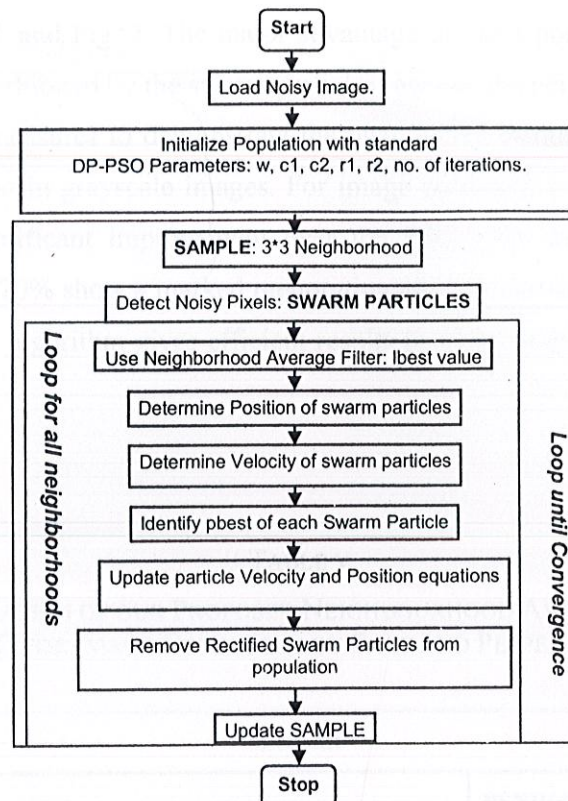 Start
Load Noisy Image.
Initialize Population with standard
DP-PSO Parameters: w, c1, c2, r1, r2, no. of iterations.
SAMPLE: 3*3 Neighborhood
Detect Noisy Pixels: SWARM PARTICLES
Use Neighborhood Average Filter: lbest value
Determine Position of swarm particles
Determine Velocity of swarm particles
Identify pbest of each Swarm Particle
Update particle Velocity and Position equations
Remove Rectified Swarm Particles from
population
Update SAMPLE
Stop
Loop for all neighborhoods
Loop until Convergence